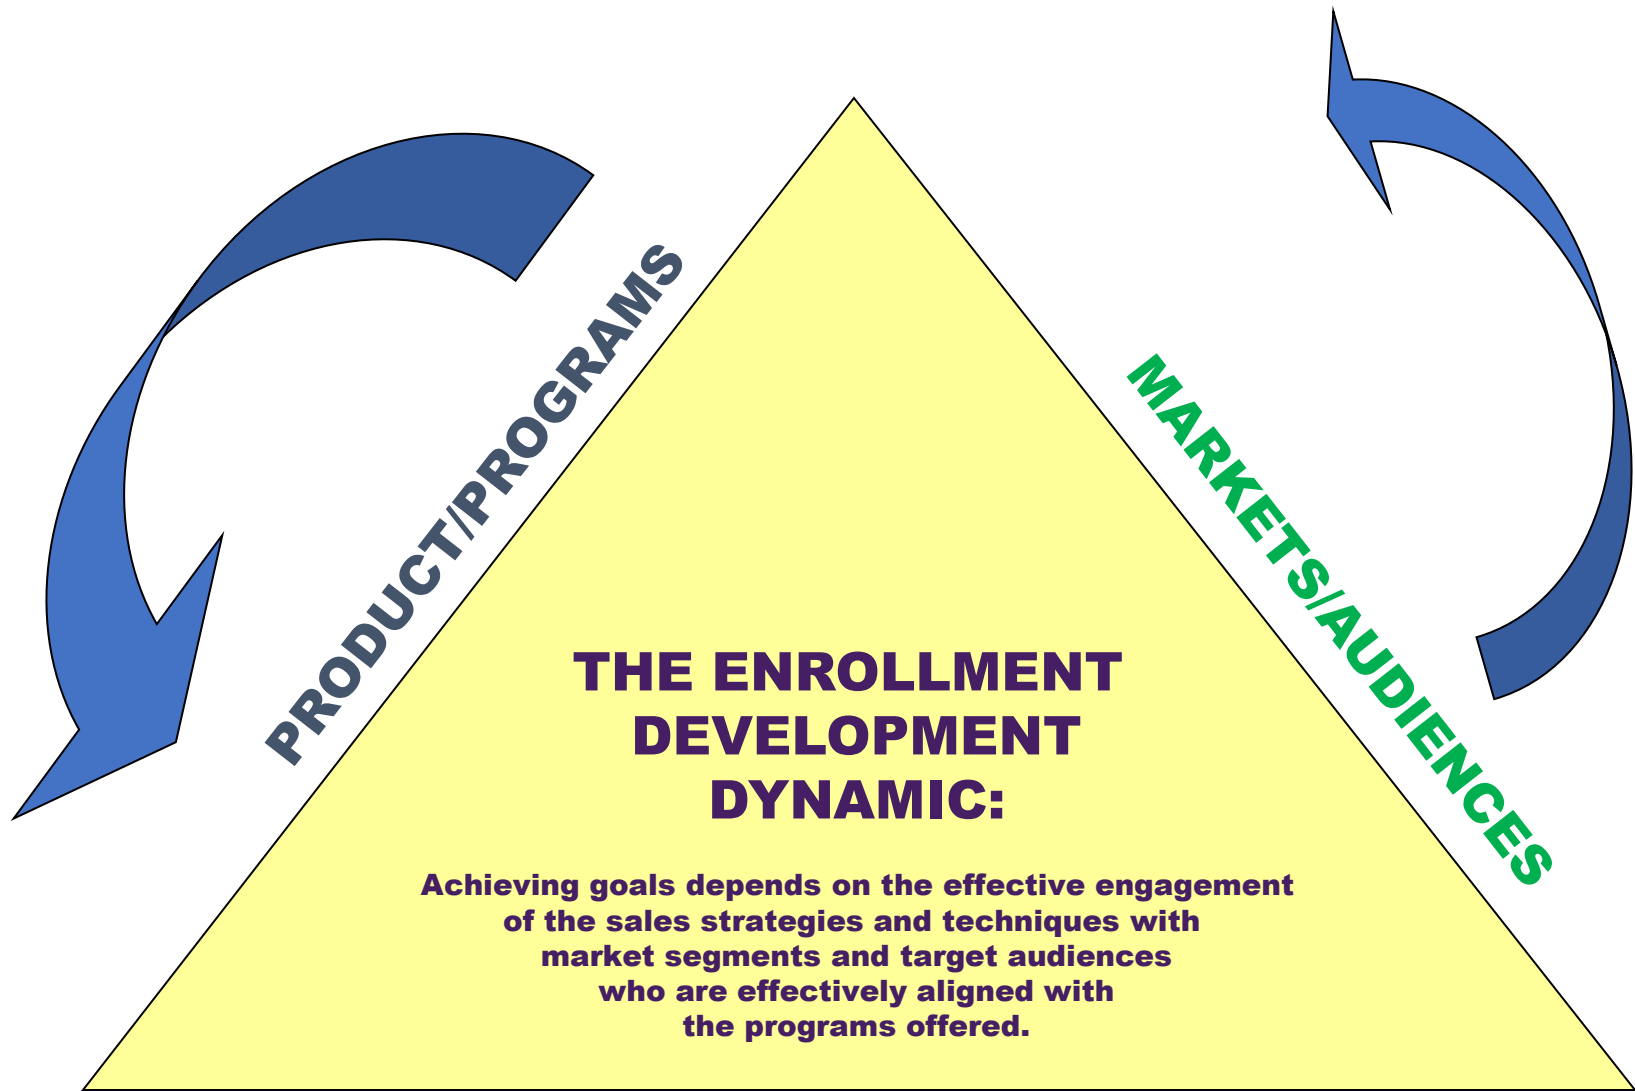 PRODUCT/PROGRAMS
MARKETS/AUDIENCES
THE ENROLLMENT
DEVELOPMENT
DYNAMIC:
Achieving goals depends on the effective engagement
of the sales strategies and techniques with
market segments and target audiences
who are effectively aligned with
the programs offered.